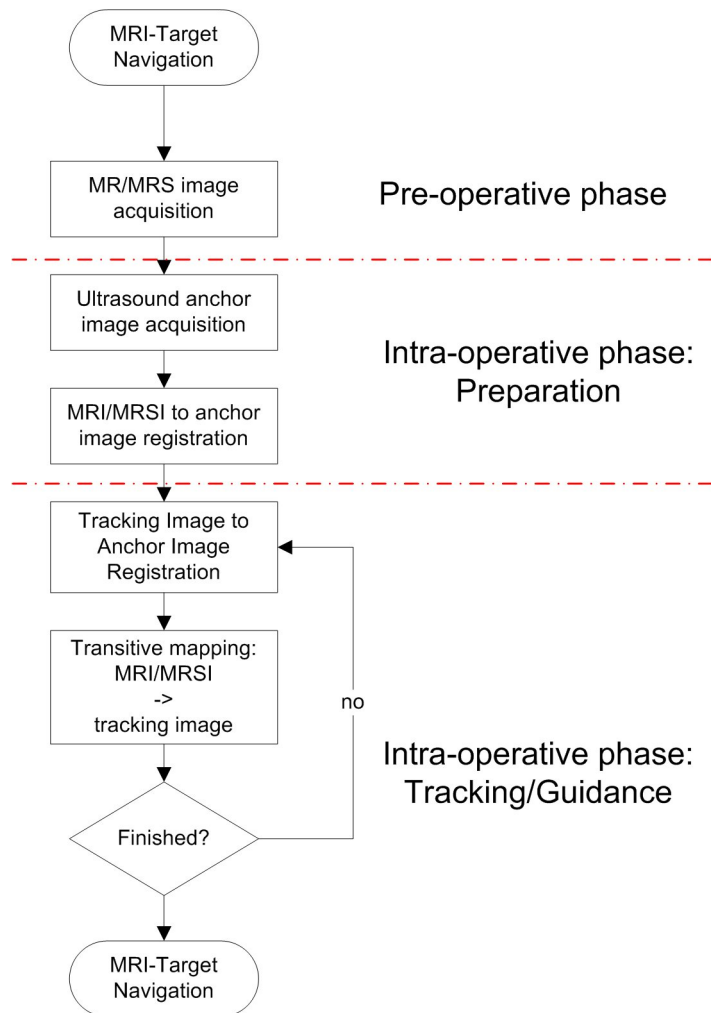 MRI-Target
Navigation
MR/MRS image
acquisition
Pre-operative phase
Ultrasound anchor
image acquisition
Intra-operative phase:
Preparation
MRI/MRSI to anchor
image registration
Tracking Image to
Anchor Image
Registration
Transitive mapping:
MRI/MRSI
->
tracking image
no
Intra-operative phase:
Tracking/Guidance
Finished?
MRI-Target
Navigation